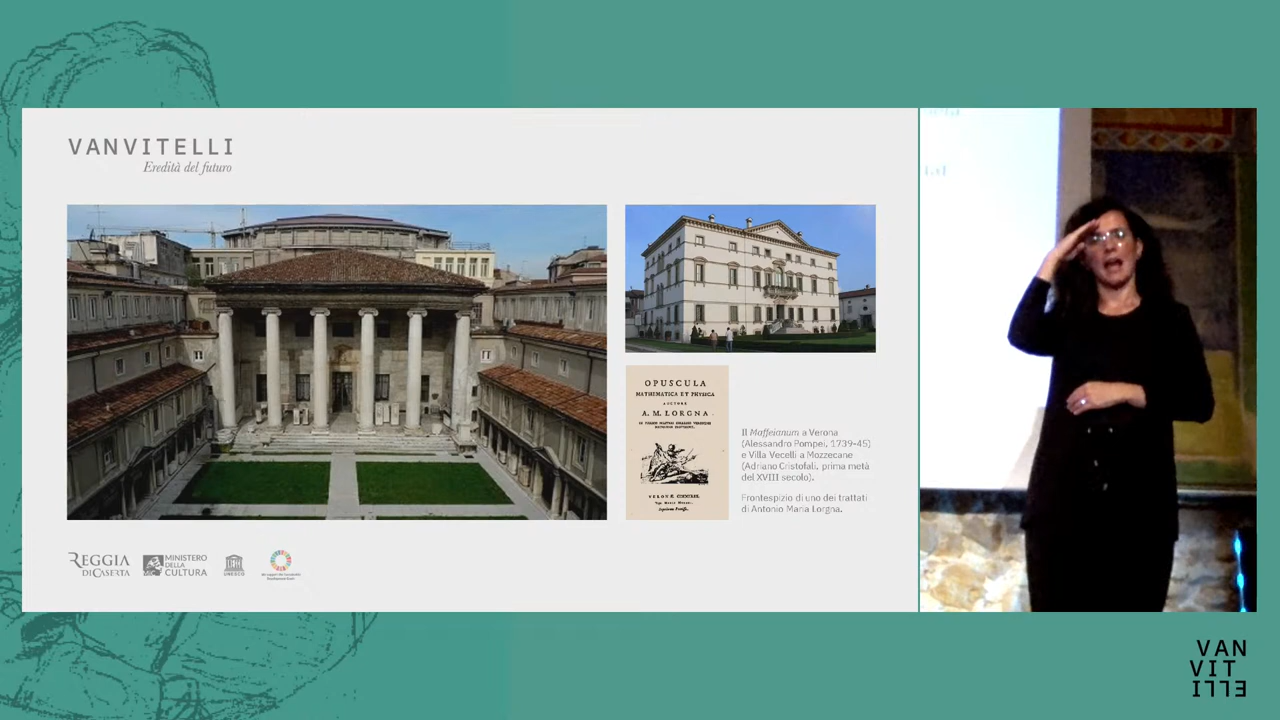 VANVITELLI
Eredità del futuro
OPUSCULA
MATHEMATICA ET PHYSICA
AUCTORE
A. M. LORGNA
Il Maffeianum a Verona
(Alessandro Pompei, 1739-45)
e Villa Vecelli a Mozzecane
(Adriano Cristofali, prima metà
del XVIII secolo).
Frontespizio di uno dei trattati
di Antonio Maria Lorgna.
REGGIA
DI CASERTA
MINISTERO
DELLA
CULTURA
UNESCO
VAN
VIT
ELLI